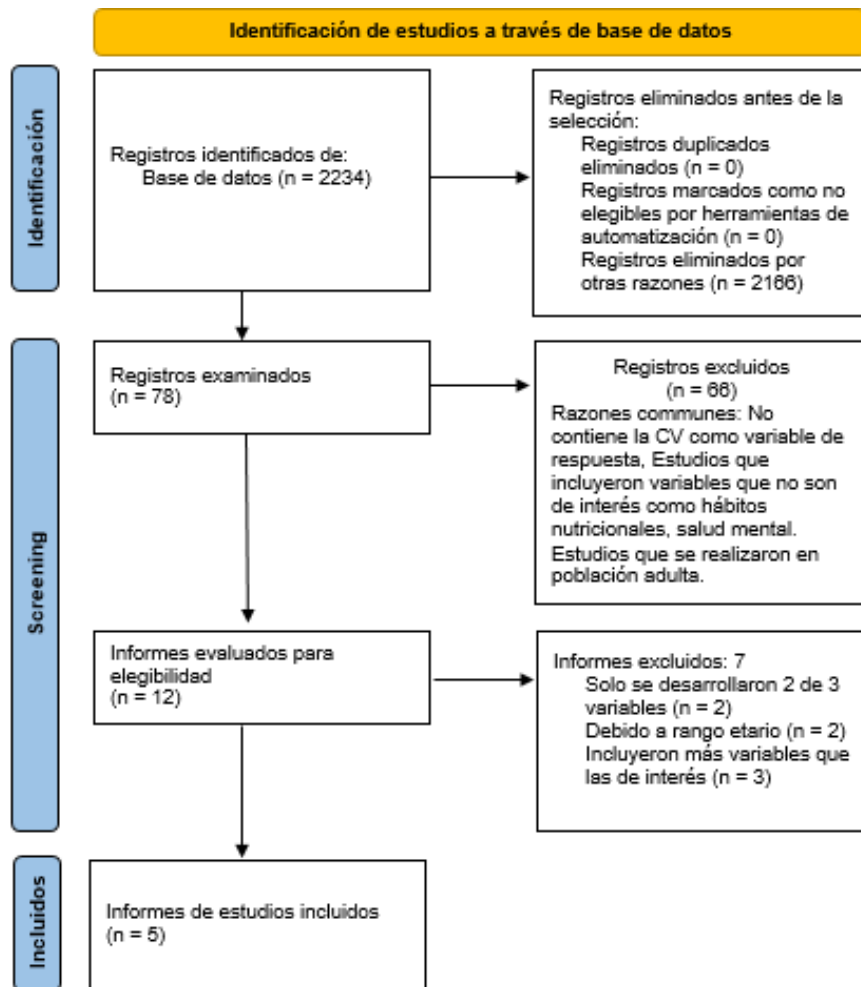 Identificación de estudios a través de base de datos
Identificación
Registros identificados de:
Base de datos (n = 2234)
Registros eliminados antes de la
selección:
Registros duplicados
eliminados (n = 0)
Registros marcados como no
elegibles por herramientas de
automatización (n = 0)
Registros eliminados por
otras razones (n = 2166)
Screening
Registros examinados
(n = 78)
Registros excluidos
(n = 66)
Razones communes: No
contiene la CV como variable de
respuesta, Estudios que
incluyeron variables que no son
de interés como hábitos
nutricionales, salud mental.
Estudios que se realizaron en
población adulta.
Informes evaluados para
elegibilidad
(n = 12)
Informes excluidos: 7
Solo se desarrollaron 2 de 3
variables (n = 2)
Debido a rango etario (n = 2)
Incluyeron más variables que
las de interés (n = 3)
Incluidos
Informes de estudios incluidos
(n = 5)